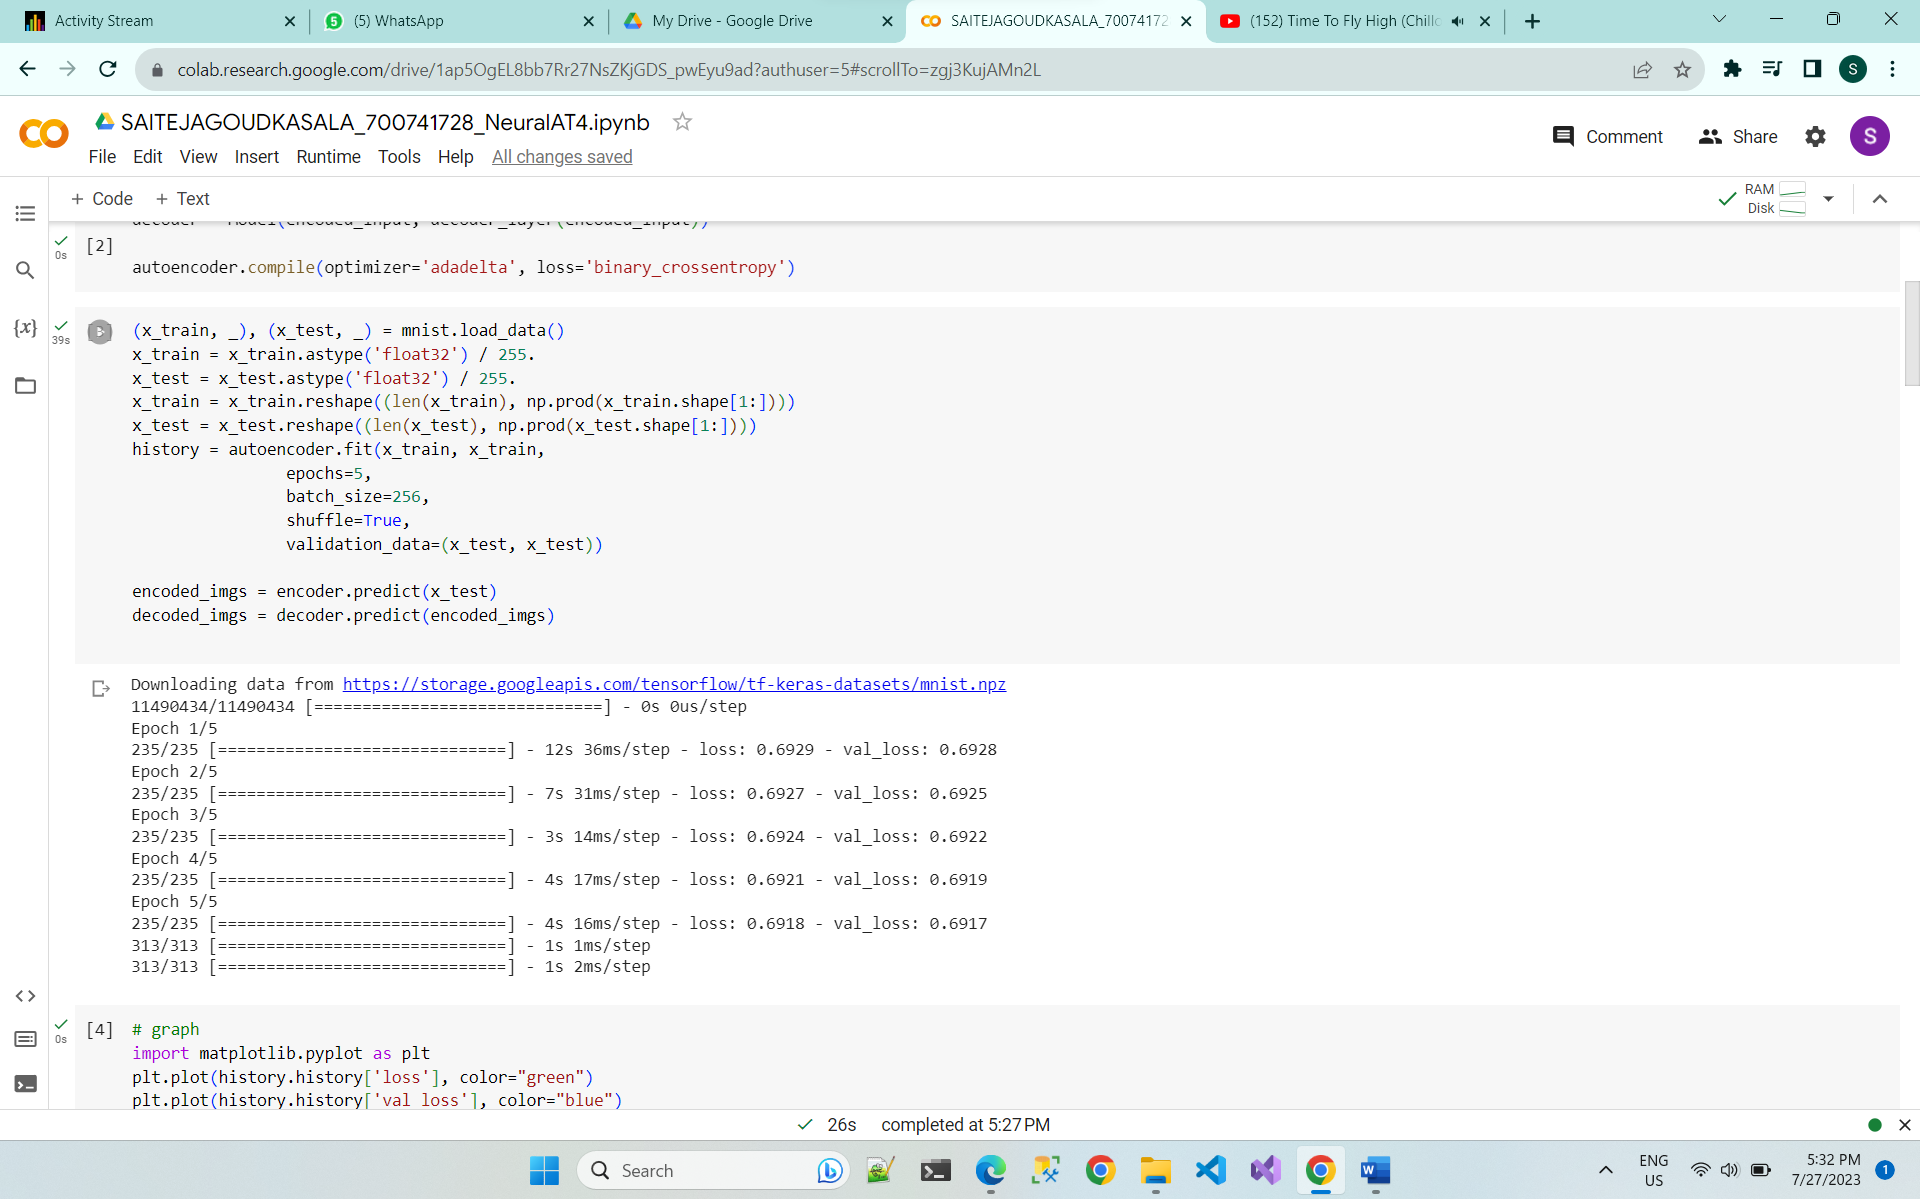 Activity Stream
(5) WhatsApp
My Drive - Google Drive
SAITEJAGOUDKASALA_70074172
(152) Time To Fly High (Chillo
colab.research.google.com/drive/1ap5OgEL8bb7Rr27NsZKjGDS_pwEyu9ad?authuser=5#scrollTo=zgj3KujAMn2L
S
SAITEJAGOUDKASALA_700741728_NeuralAT4.ipynb
Comment
Share
S
File Edit View Insert Runtime Tools Help All changes saved
+ Code + Text
RAM
Disk
decoder = Model(encoded_input, decoder_layer(encoded_input))
[2]
0s
autoencoder.compile(optimizer='adadelta', loss='binary_crossentropy')
39s
(x_train, _), (x_test, _) = mnist.load_data()
x_train = x_train.astype('float32') / 255.
x_test = x_test.astype('float32') / 255.
x_train = x_train.reshape((len(x_train), np.prod(x_train.shape[1:])))
x_test = x_test.reshape((len(x_test), np.prod(x_test.shape[1:])))
history = autoencoder.fit(x_train, x_train,
epochs=5,
batch_size=256,
shuffle=True,
validation_data=(x_test, x_test))
encoded_imgs = encoder.predict(x_test)
decoded_imgs = decoder.predict(encoded_imgs)
Downloading data from https://storage.googleapis.com/tensorflow/tf-keras-datasets/mnist.npz
11490434/11490434 [==============================] - 0s 0us/step
Epoch 1/5
235/235 [==============================] - 12s 36ms/step - loss: 0.6929 - val_loss: 0.6928
Epoch 2/5
235/235 [==============================] - 7s 31ms/step - loss: 0.6927 - val_loss: 0.6925
Epoch 3/5
235/235 [==============================] - 3s 14ms/step - loss: 0.6924 - val_loss: 0.6922
Epoch 4/5
235/235 [==============================] - 4s 17ms/step - loss: 0.6921 - val_loss: 0.6919
Epoch 5/5
235/235 [==============================] - 4s 16ms/step - loss: 0.6918 - val_loss: 0.6917
313/313 [==============================] - 1s 1ms/step
313/313 [==============================] - 1s 2ms/step
[4] # graph
0s
import matplotlib.pyplot as plt
plt.plot(history.history['loss'], color="green")
plt.plot(history.history['val_loss'], color="blue")
26s completed at 5:27 PM
Search
ENG
US
5:32 PM
7/27/2023
1